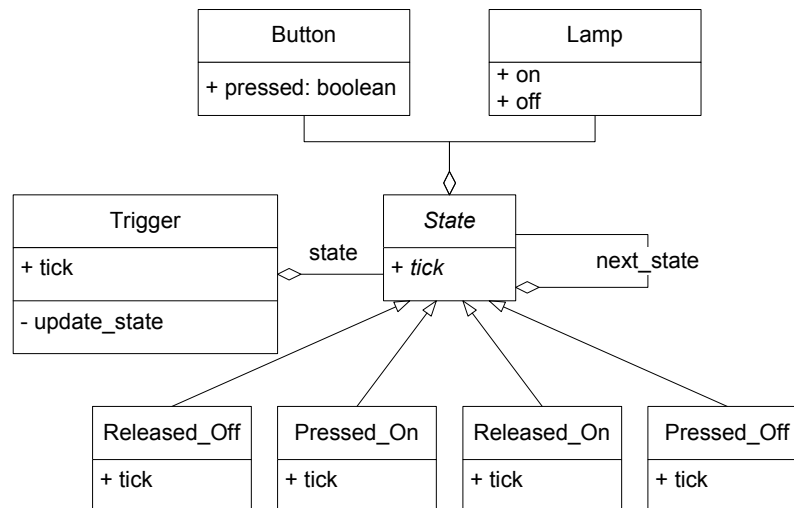 Button
+ pressed: boolean
Lamp
+ on
+ off
Trigger
+ tick
- update_state
state
State
+ tick
next_state
Released_Off
+ tick
Pressed_On
+ tick
Released_On
+ tick
Pressed_Off
+ tick